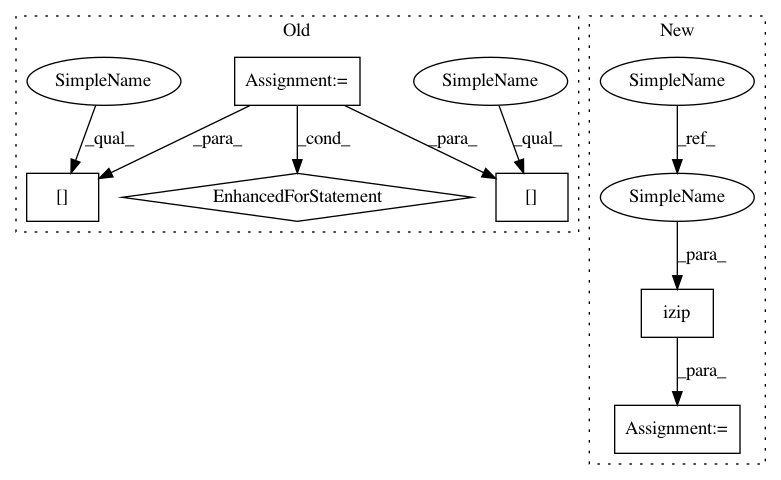 Old
New
SimpleName
Assignment:=
SimpleName
SimpleName
_qual_
_para_
_cond_
_para_
_qual_
_ref_
[]
EnhancedForStatement
[]
SimpleName
_para_
izip
_para_
Assignment:=